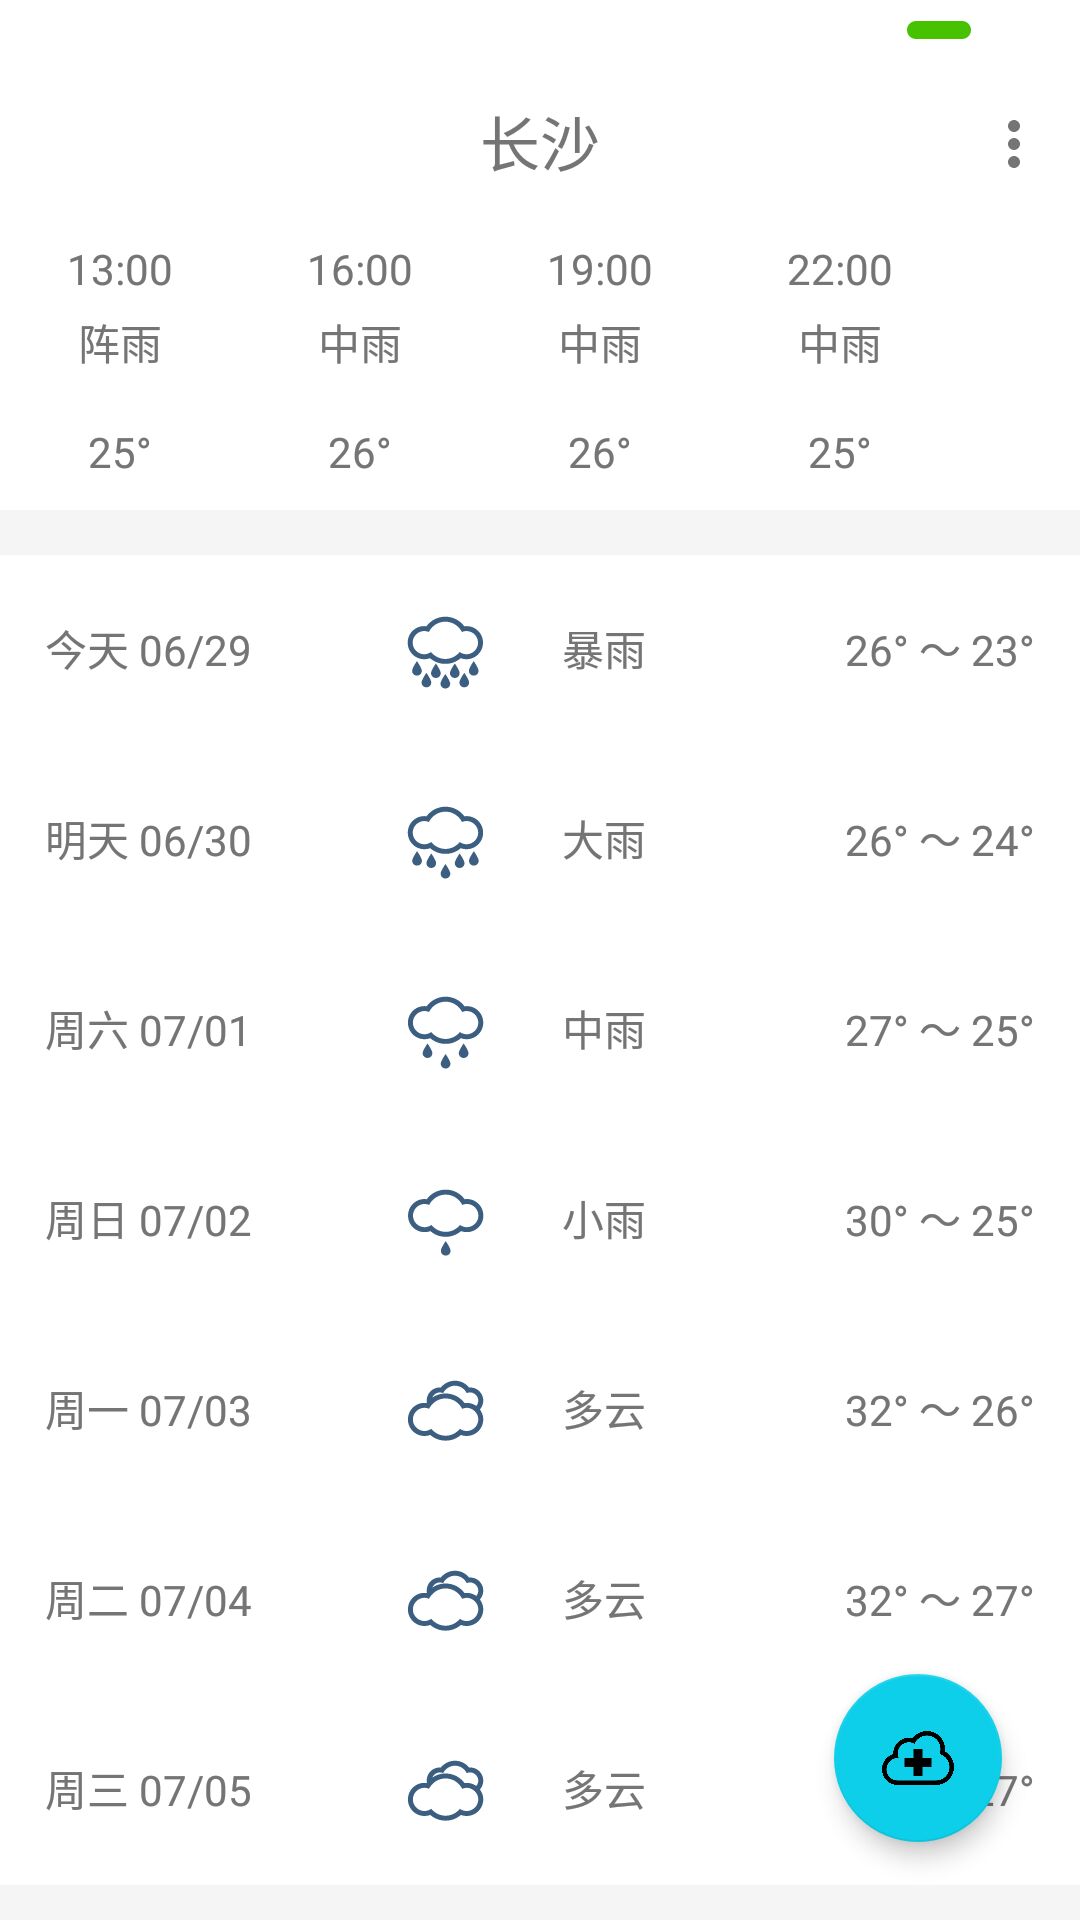 长沙
13:00 16:00 19:00 22:00
阵雨 中雨 中雨 中雨
25° 26° 26° 25°
今天 06/29 暴雨 26° ～ 23°
明天 06/30 大雨 26° ～ 24°
周六 07/01 中雨 27° ～ 25°
周日 07/02 小雨 30° ～ 25°
周一 07/03 多云 32° ～ 26°
周二 07/04 多云 32° ～ 27°
周三 07/05 多云 7°